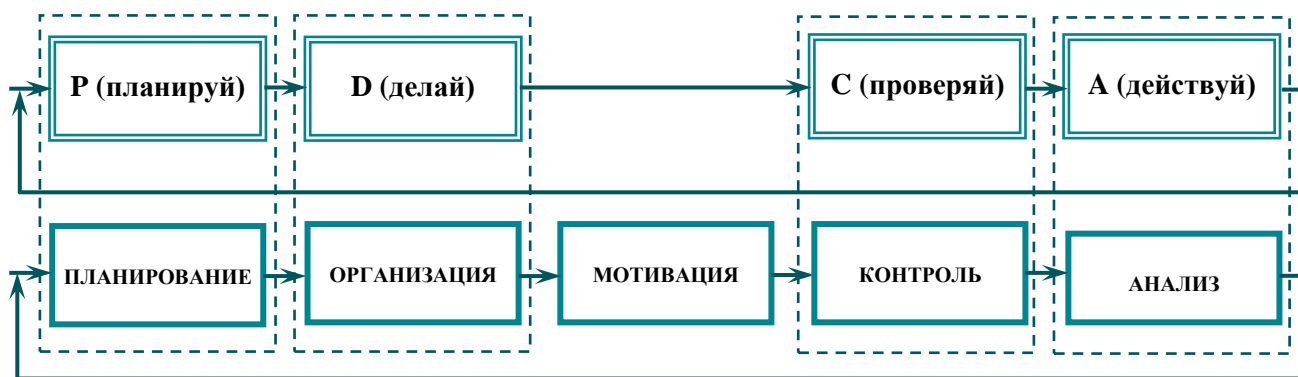 P (планируй)
D (делай)
C (проверяй)
A (действуй)
ПЛАНИРОВАНИЕ
ОРГАНИЗАЦИЯ
МОТИВАЦИЯ
КОНТРОЛЬ
АНАЛИЗ